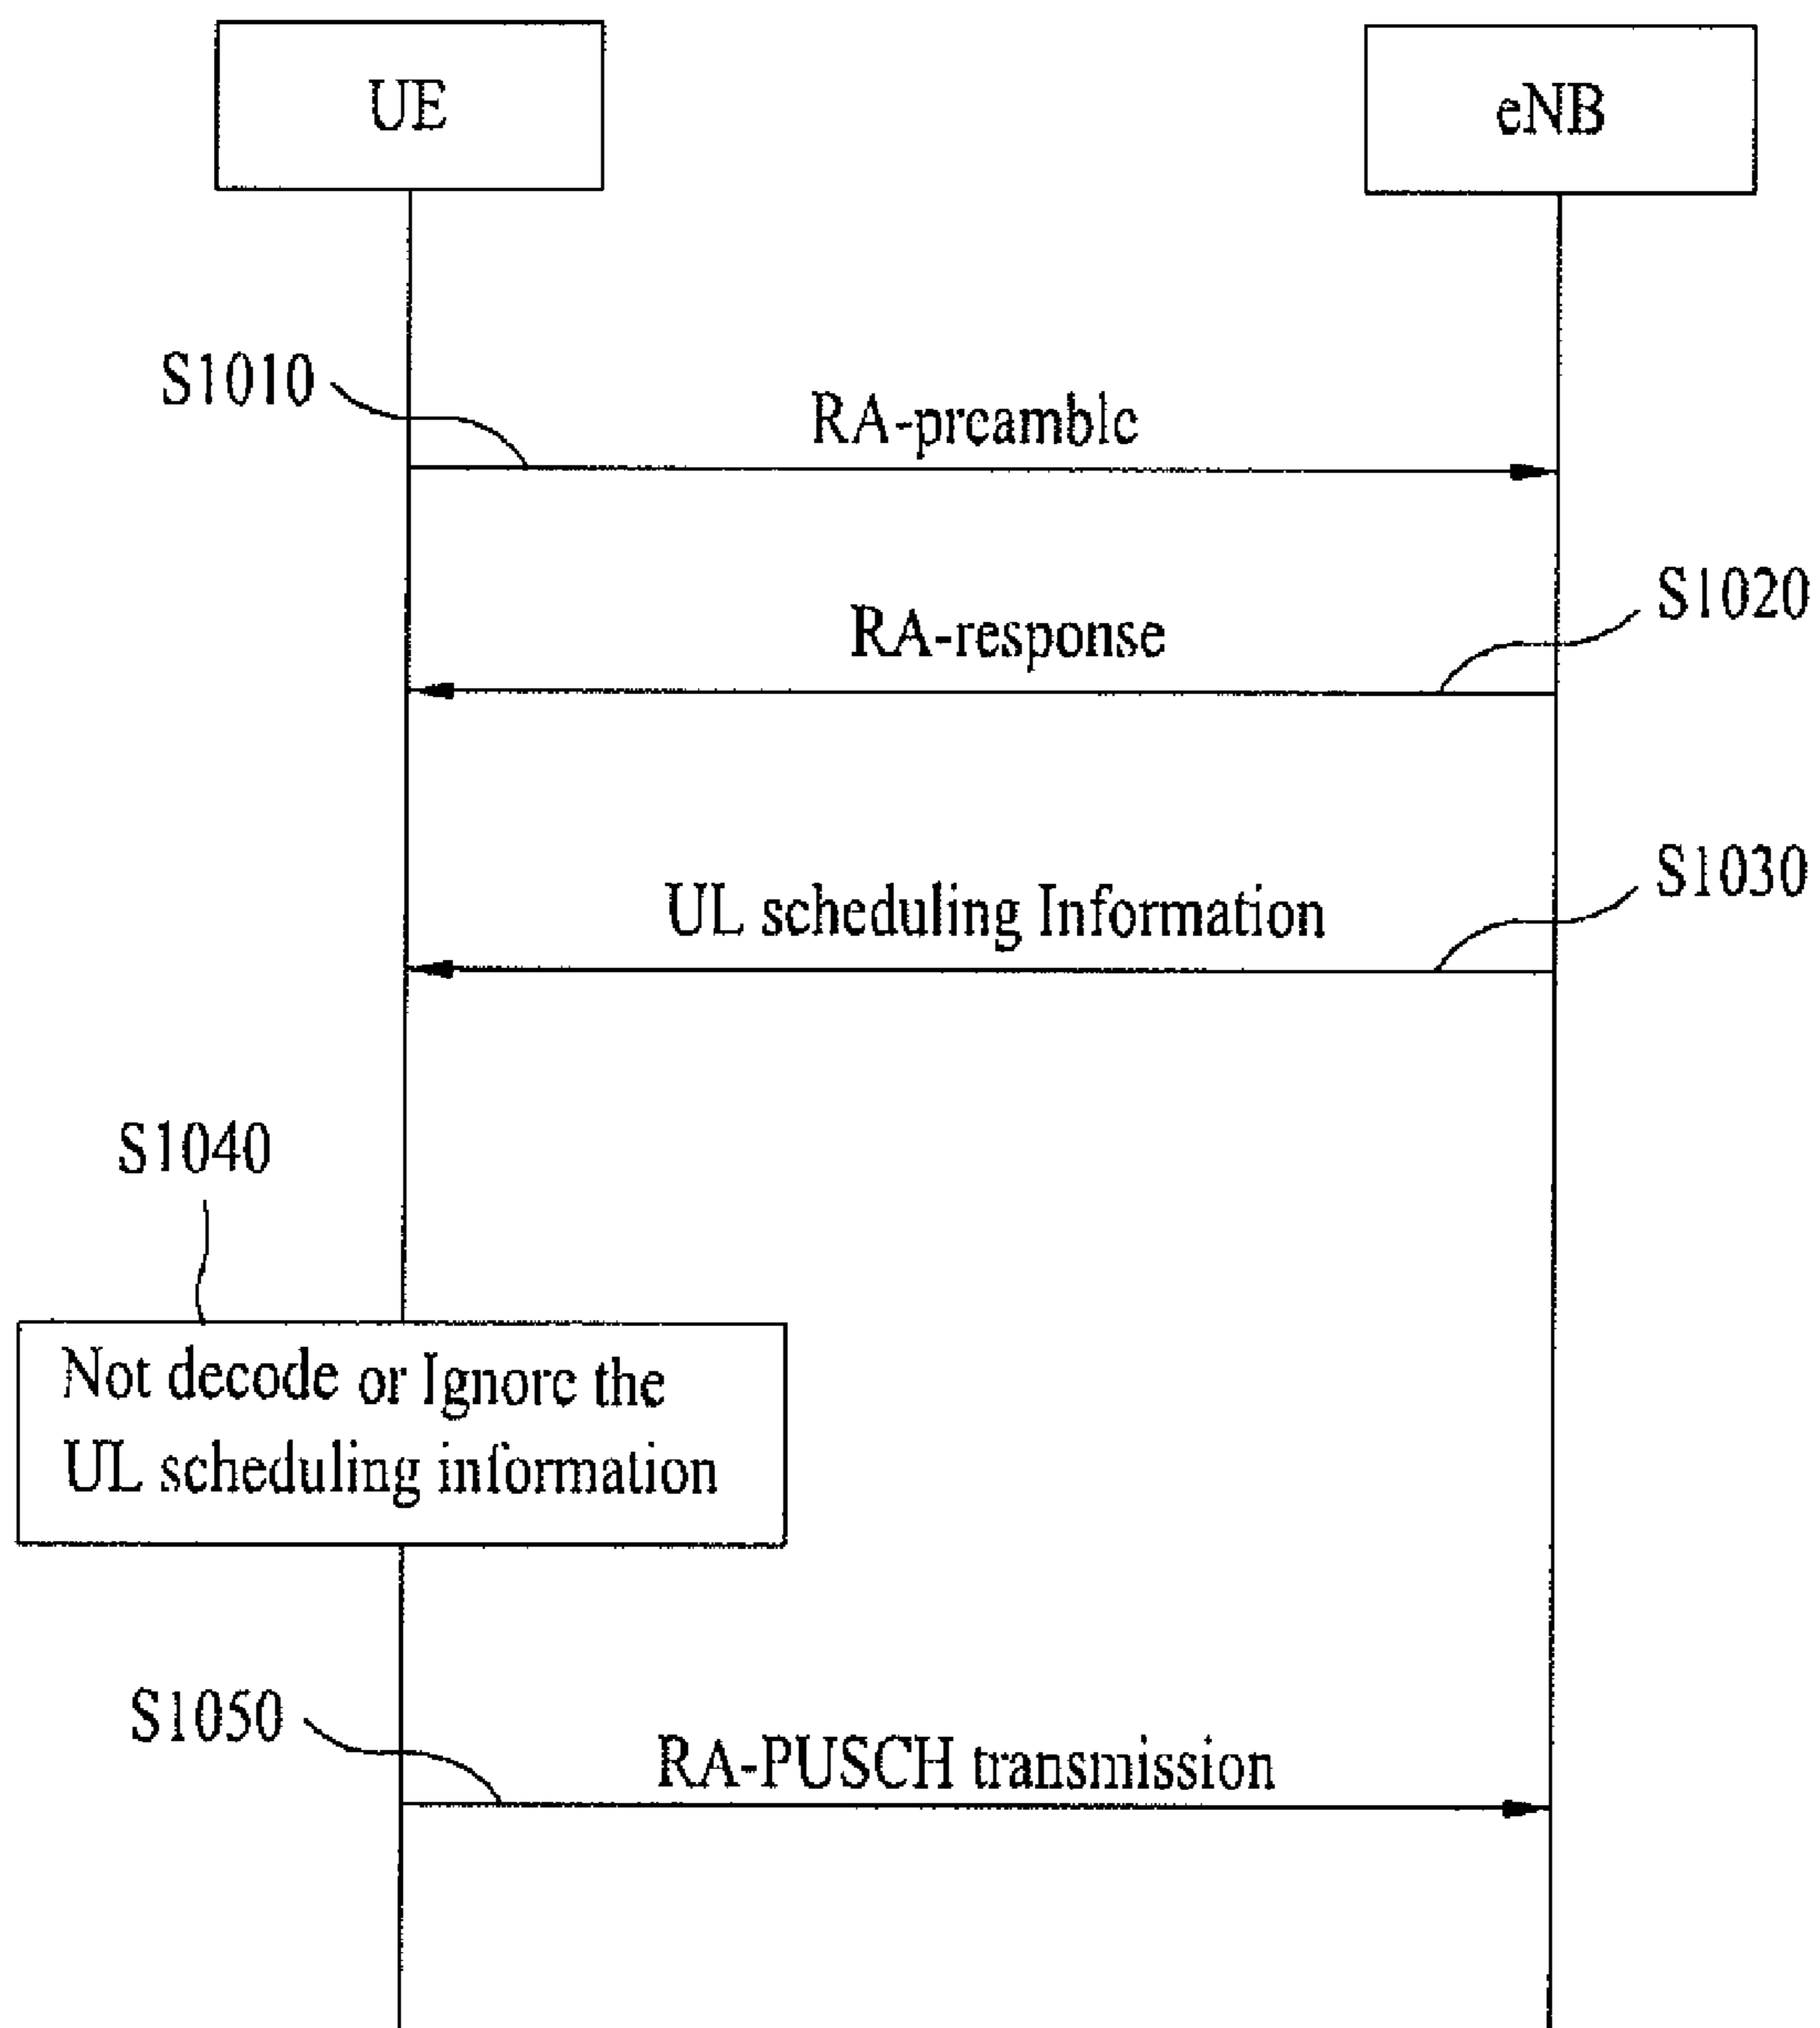 UE
eNB
S1010
RA-preamble
S1020
RA-response
S1030
UL scheduling Information
S1040
Not decode or Ignore the
UL scheduling information
S1050
RA-PUSCH transmission